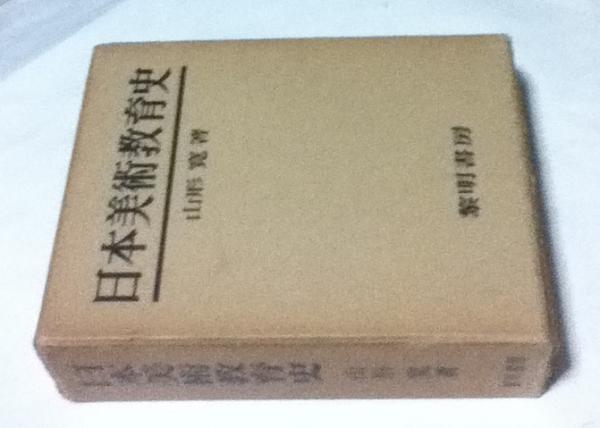 日本美術教育史
山形 寛 著
黎明書房
日本美術教育史
山形 寛 著